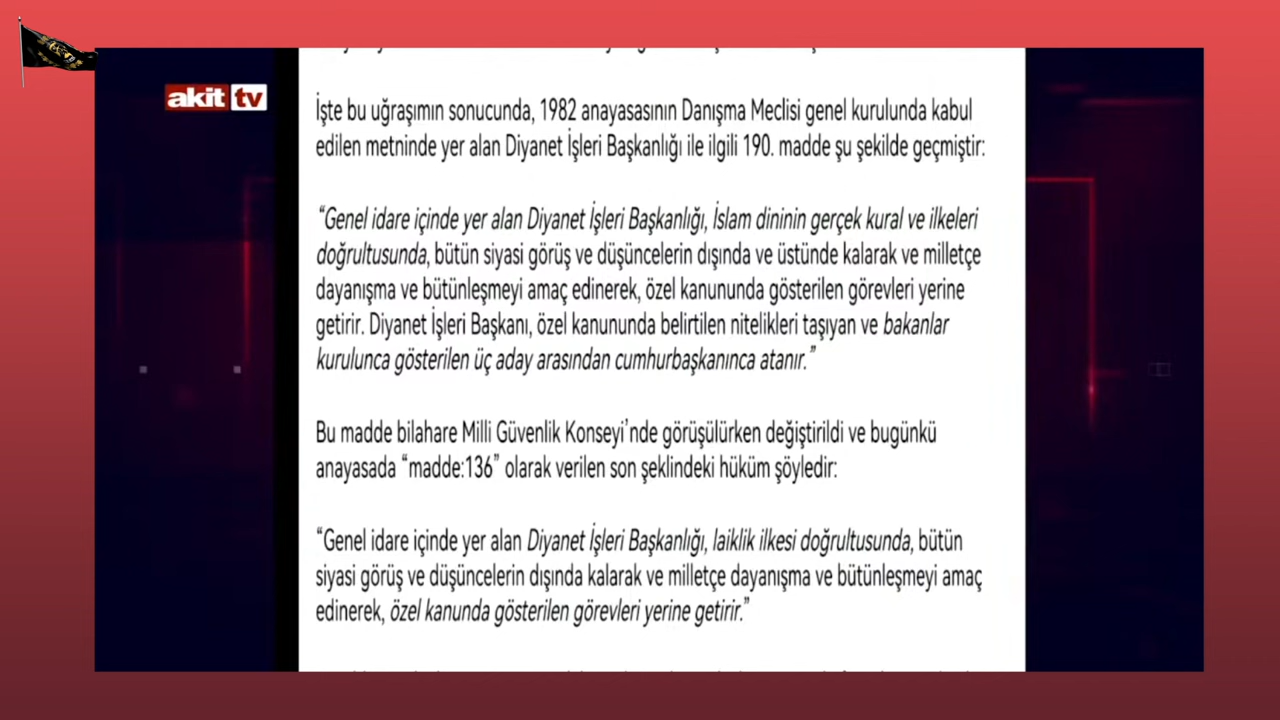 akit tv
İşte bu uğraşımın sonucunda, 1982 anayasasının Danışma Meclisi genel kurulunda kabul
edilen metninde yer alan Diyanet İşleri Başkanlığı ile ilgili 190. madde şu şekilde geçmiştir:
“Genel idare içinde yer alan Diyanet İşleri Başkanlığı, İslam dininin gerçek kural ve ilkeleri
doğrultusunda, bütün siyasi görüş ve düşüncelerin dışında ve üstünde kalarak ve milletçe
dayanışma ve bütünleşmeyi amaç edinerek, özel kanununda gösterilen görevleri yerine
getirir. Diyanet İşleri Başkanı, özel kanununda belirtilen nitelikleri taşıyan ve bakanlar
kurulunca gösterilen üç aday arasından cumhurbaşkanınca atanır.”
Bu madde bilahare Milli Güvenlik Konseyi’nde görüşülürken değiştirildi ve bugünkü
anayasada “madde:136” olarak verilen son şeklindeki hüküm şöyledir:
“Genel idare içinde yer alan Diyanet İşleri Başkanlığı, laiklik ilkesi doğrultusunda, bütün
siyasi görüş ve düşüncelerin dışında kalarak ve milletçe dayanışma ve bütünleşmeyi amaç
edinerek, özel kanunda gösterilen görevleri yerine getirir.”